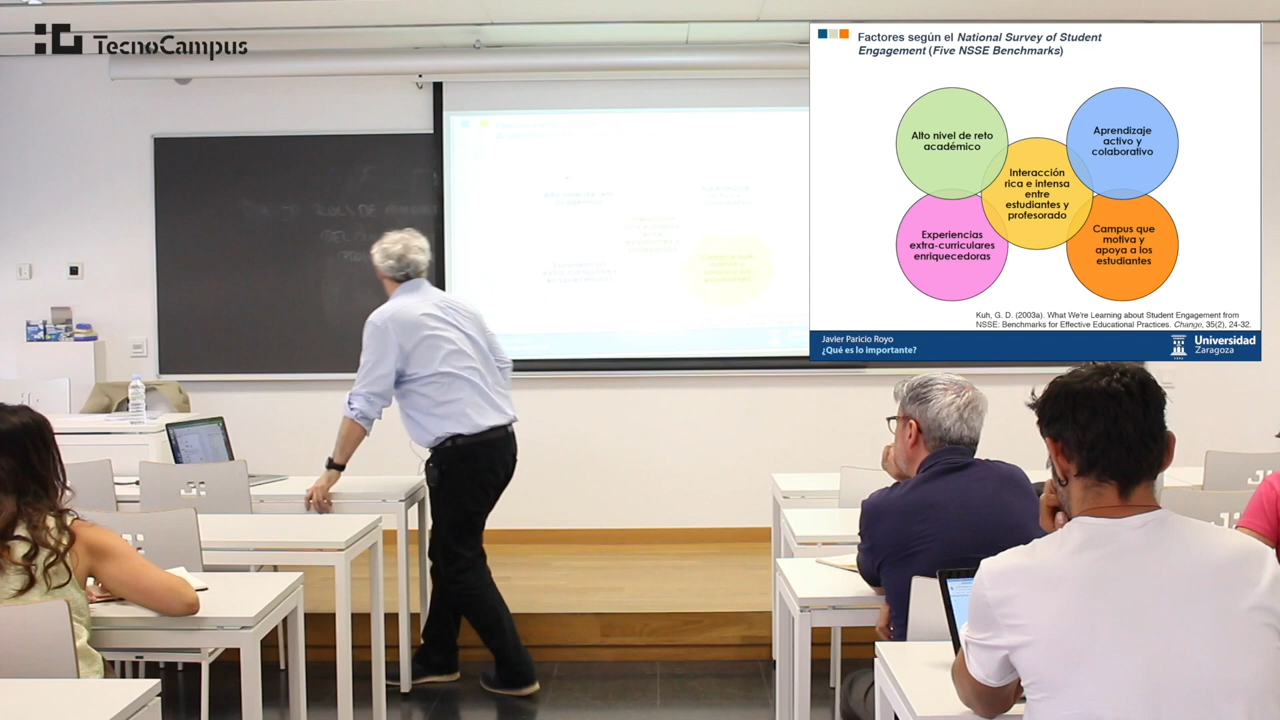 TecnoCampus
Factores según el National Survey of Student
Engagement (Five NSSE Benchmarks)
Alto nivel de reto
académico
Aprendizaje
activo y
colaborativo
Interacción
rica e intensa
entre
estudiantes y
profesorado
Experiencias
extra-curriculares
enriquecedoras
Campus que
motiva y
apoya a los
estudiantes
Kuh, G. D. (2003a). What We're Learning about Student Engagement from
NSSE: Benchmarks for Effective Educational Practices. Change, 35(2), 24-32.
Javier Paricio Royo
¿Qué es lo importante?
Universidad
Zaragoza